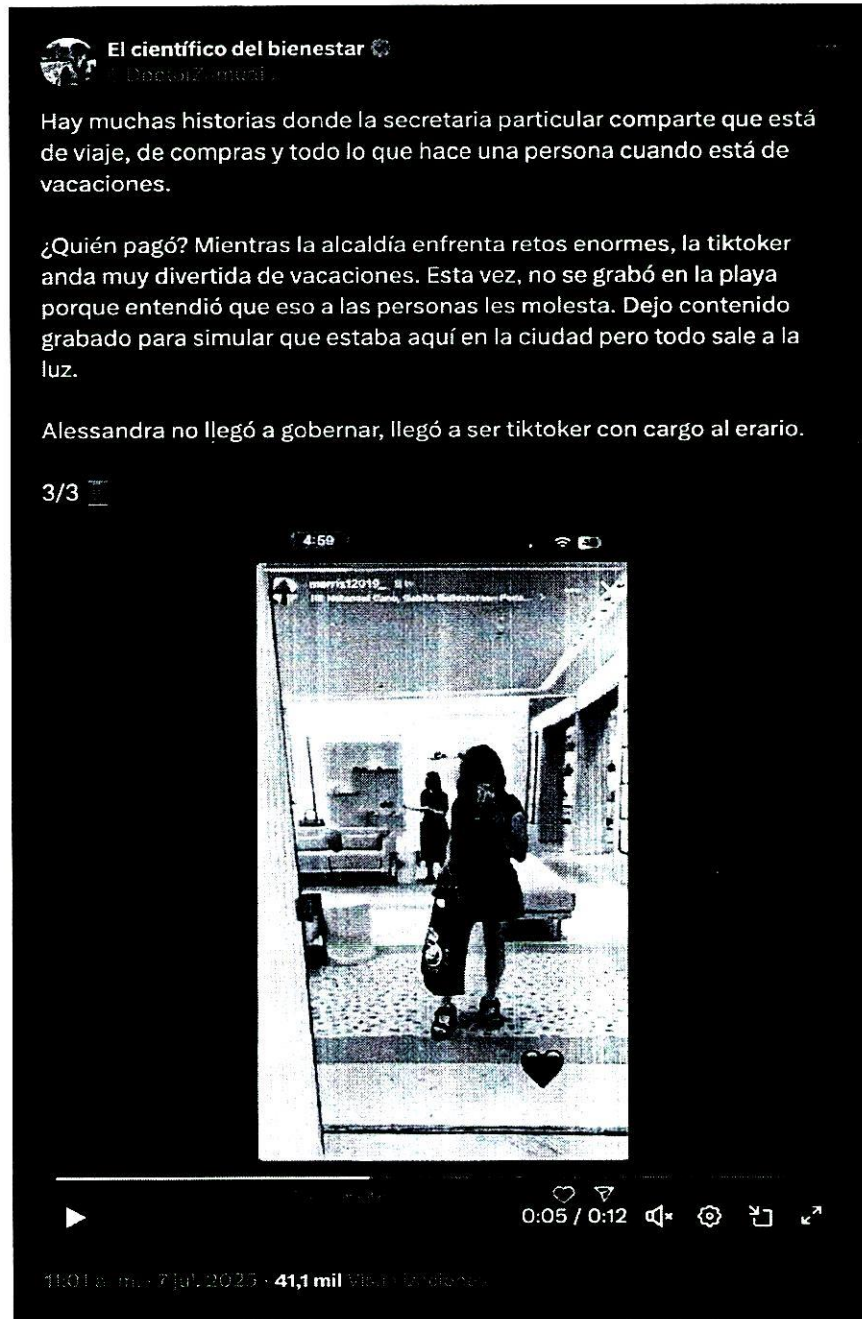 El científico del bienestar
Hay muchas historias donde la secretaria particular comparte que está
de viaje, de compras y todo lo que hace una persona cuando está de
vacaciones.
¿Quién pagó? Mientras la alcaldía enfrenta retos enormes, la tiktoker
anda muy divertida de vacaciones. Esta vez, no se grabó en la playa
porque entendió que eso a las personas les molesta. Dejo contenido
grabado para simular que estaba aquí en la ciudad pero todo sale a la
luz.
Alessandra no llegó a gobernar, llegó a ser tiktoker con cargo al erario.
3/3
4:59
0:05 / 0:12
11:01 a. m. · 7 jul. 2025 · 41,1 mil